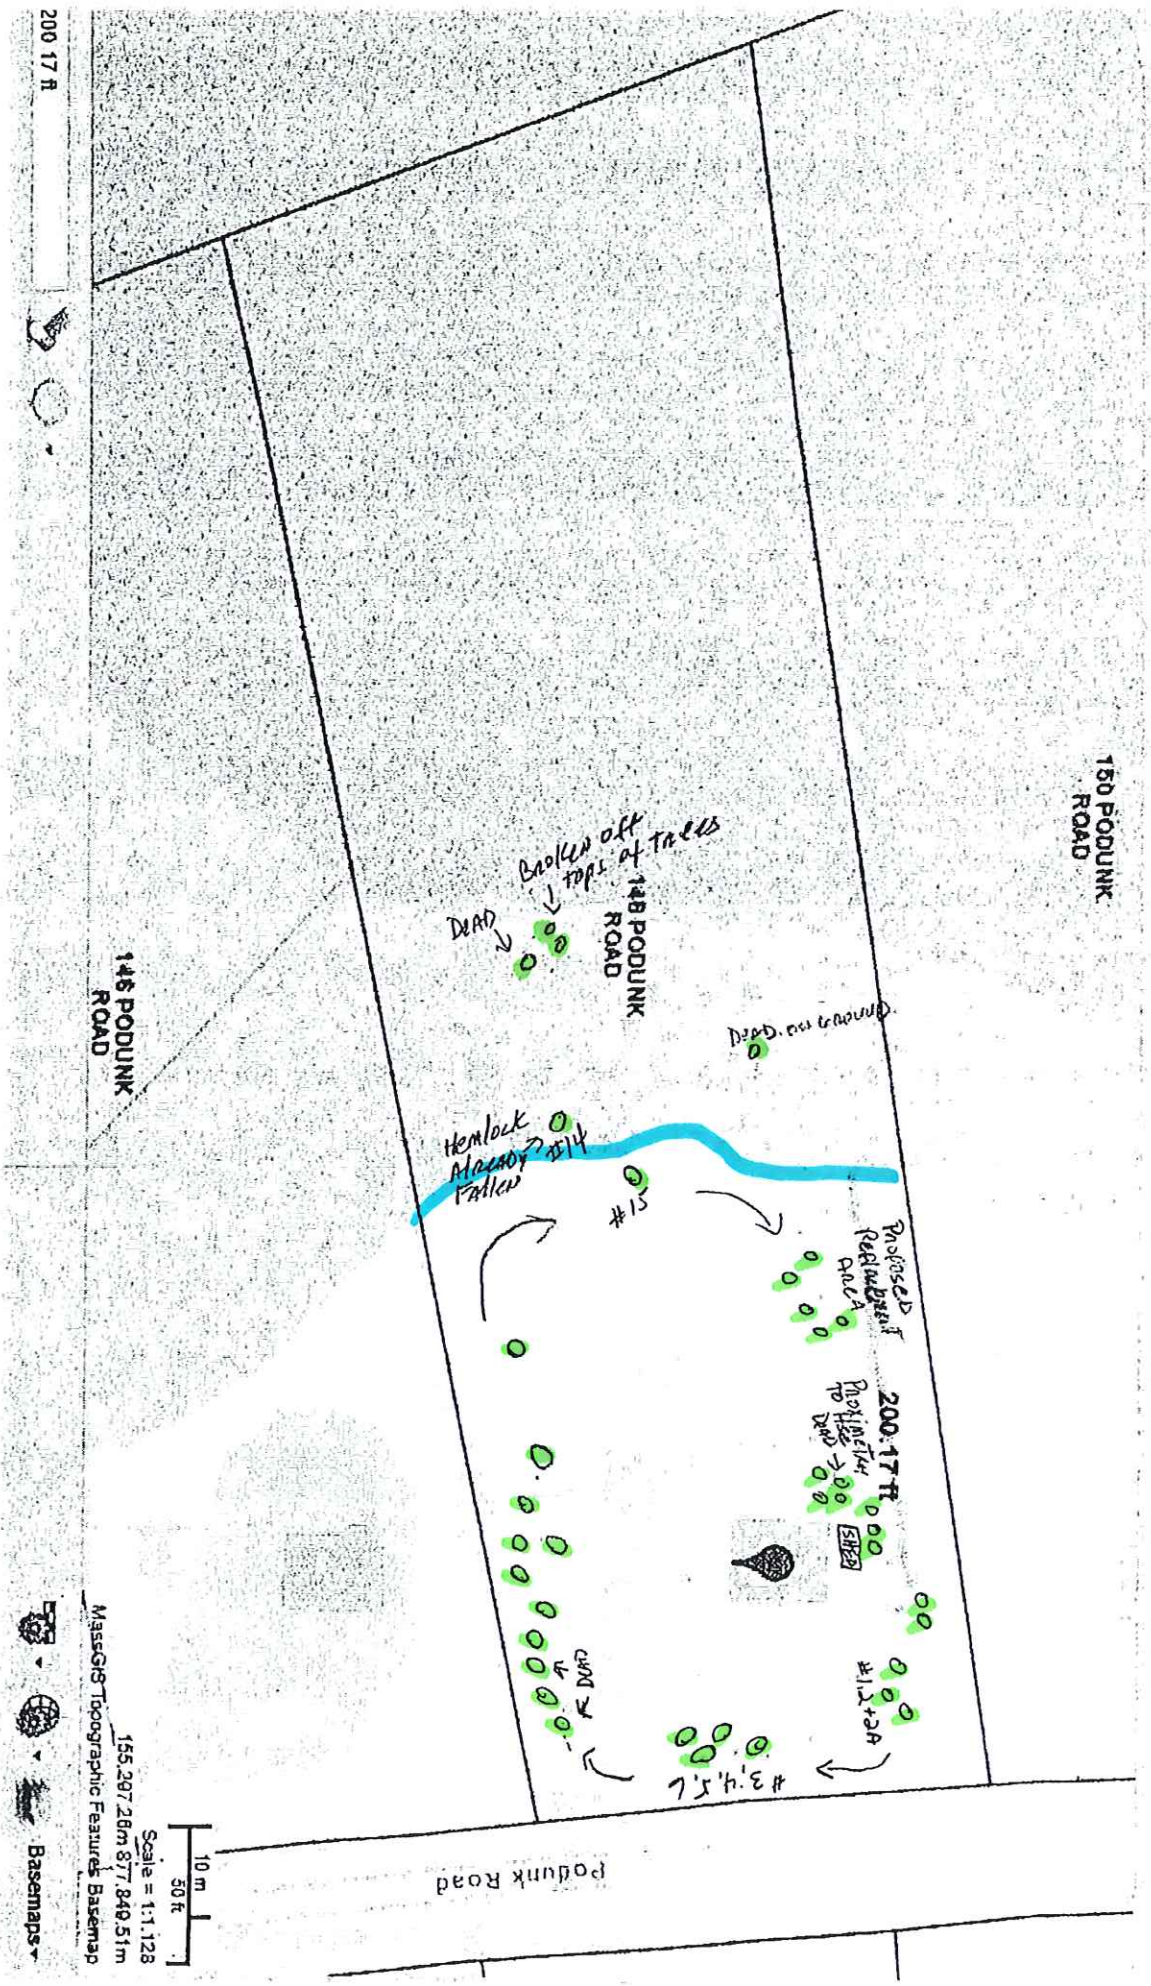 200 17 ft
150 PODUNK
ROAD
Broken off
tops of trees
DEAD
148 PODUNK
ROAD
146 PODUNK
ROAD
DEAD. ON GROUND.
Hemlock
Already
FALLEN
#14
#15
Proposed
Replacement
AREA
200.17 ft
Proximity
TO HSE
DEAD
SHED
#1,2+2A
#3,4,5,6
DEAD
Podunk Road
10 m
50 ft
Scale = 1:1,128
155,297.26m 877,849.51m
MassGIS Topographic Features Basemap
Basemaps